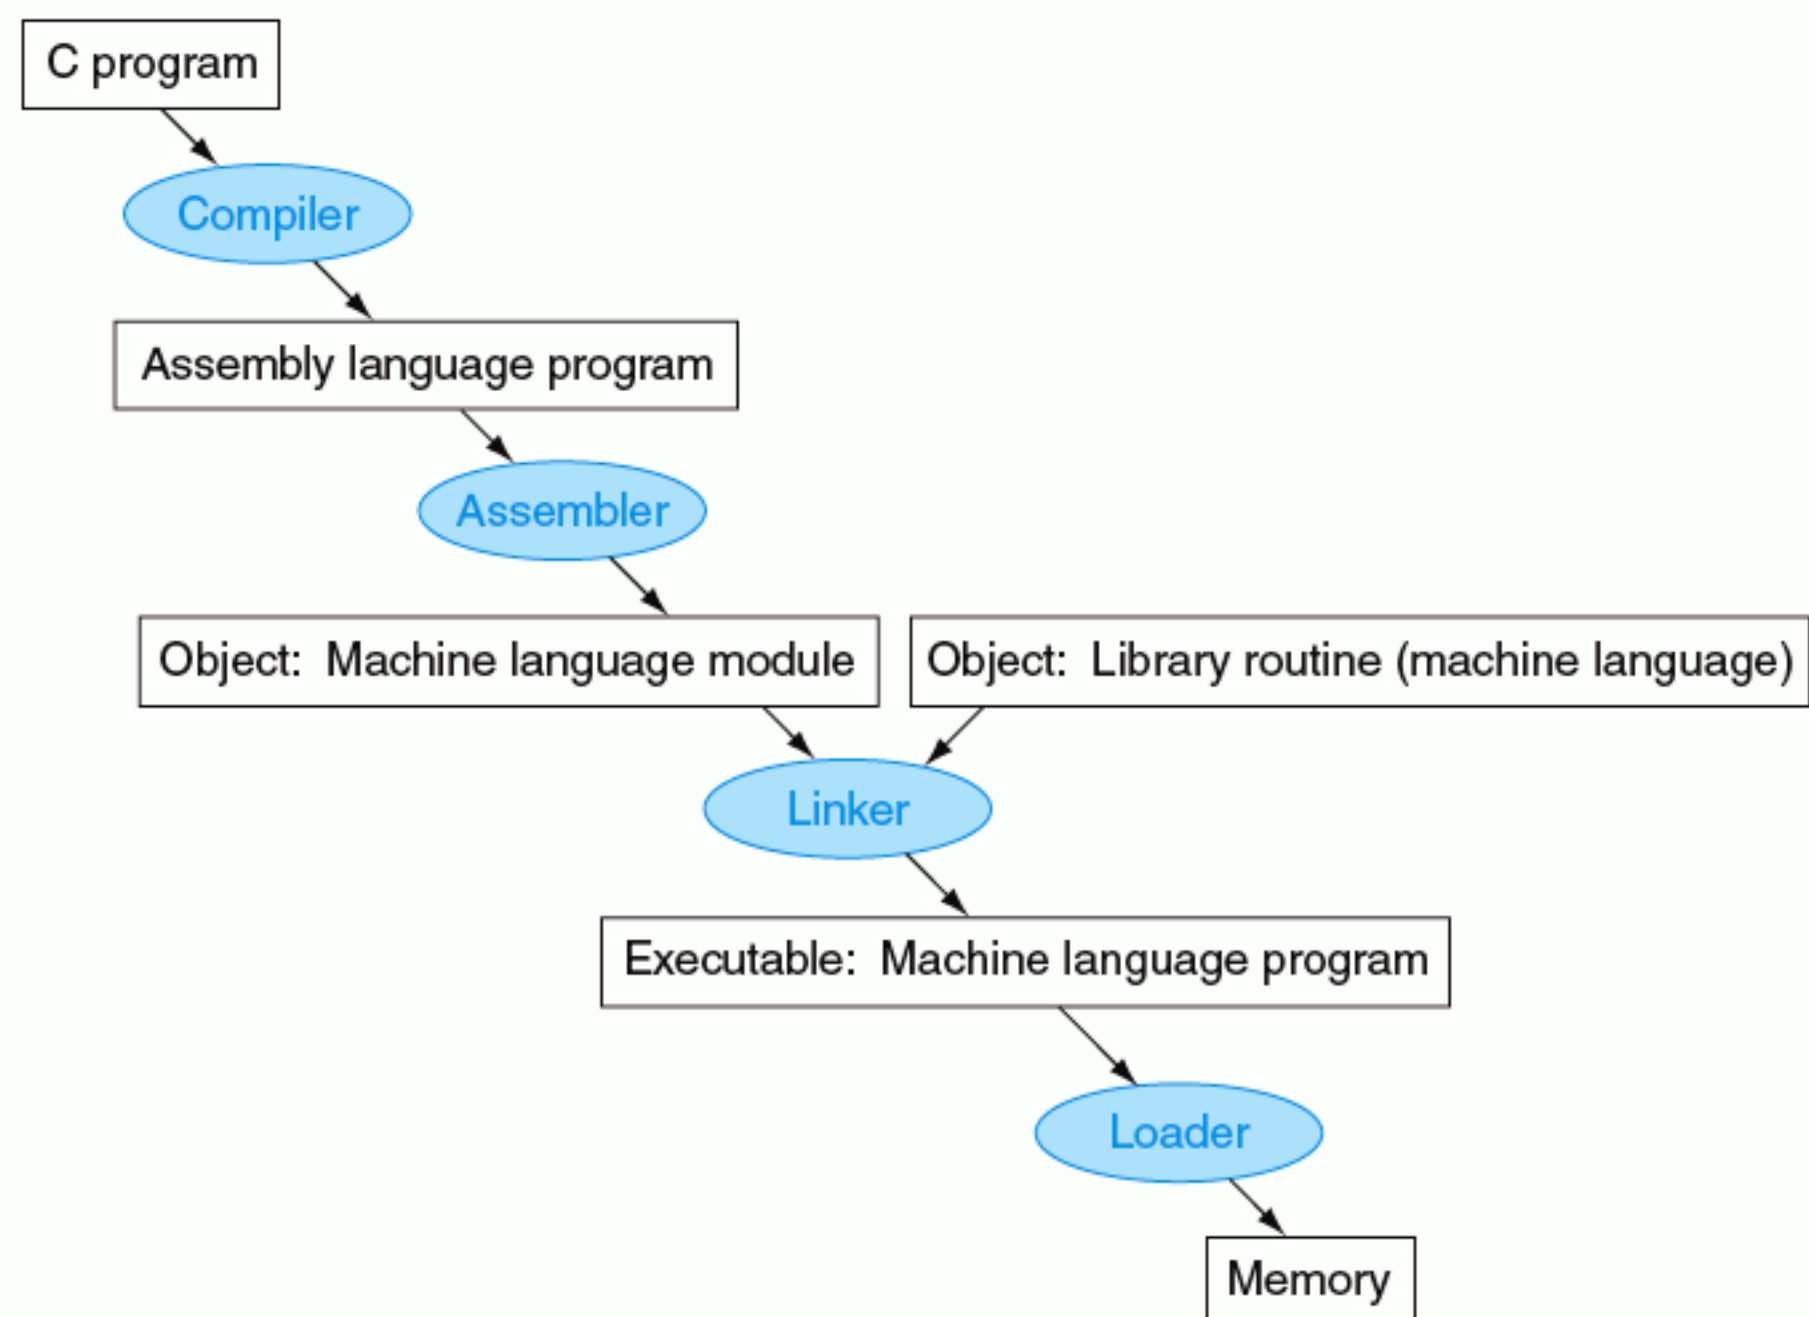 C program
Compiler
Assembly language program
Assembler
Object: Machine language module
Object: Library routine (machine language)
Linker
Executable: Machine language program
Loader
Memory